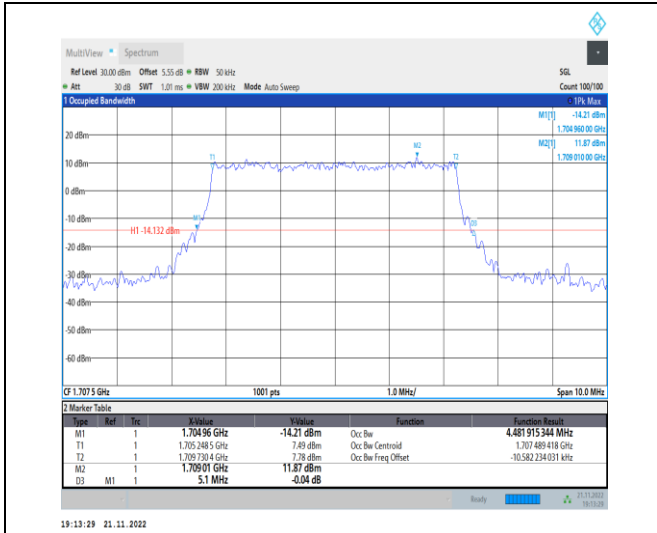 MultiView Spectrum
Ref Level 30.00 dBm Offset 5.55 dB RBW 50 kHz SGL
Att 30 dB SWT 1.01 ms VBW 200 kHz Mode Auto Sweep Count 100/100
1 Occupied Bandwidth 1Pk Max
M1[1] -14.21 dBm
1.704 960 00 GHz
M2[1] 11.87 dBm
1.709 010 00 GHz
20 dBm
M2
T1 T2
10 dBm
0 dBm
-10 dBm
M1 D3
H1 -14.132 dBm
-20 dBm
-30 dBm
-40 dBm
-50 dBm
-60 dBm
CF 1.707 5 GHz 1001 pts 1.0 MHz/ Span 10.0 MHz
2 Marker Table
Type Ref Trc X-Value Y-Value Function Function Result
M1 1 1.704 96 GHz -14.21 dBm Occ Bw 4.481 915 344 MHz
T1 1 1.705 248 5 GHz 7.49 dBm Occ Bw Centroid 1.707 489 418 GHz
T2 1 1.709 730 4 GHz 7.78 dBm Occ Bw Freq Offset -10.582 234 031 kHz
M2 1 1.709 01 GHz 11.87 dBm
D3 M1 1 5.1 MHz -0.04 dB
Ready 21.11.2022
19:13:29
19:13:29 21.11.2022